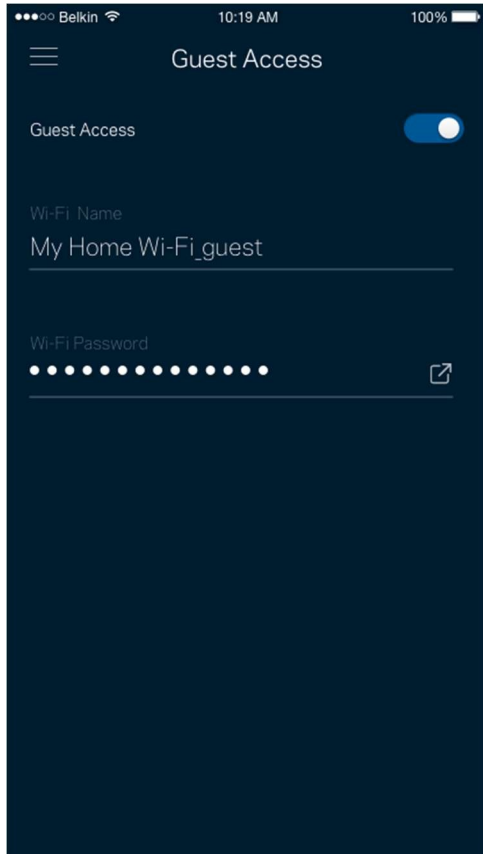 Belkin 10:19 AM 100%
Guest Access
Guest Access
Wi-Fi Name
My Home Wi-Fi_guest
Wi-Fi Password
●●●●●●●●●●●●●●